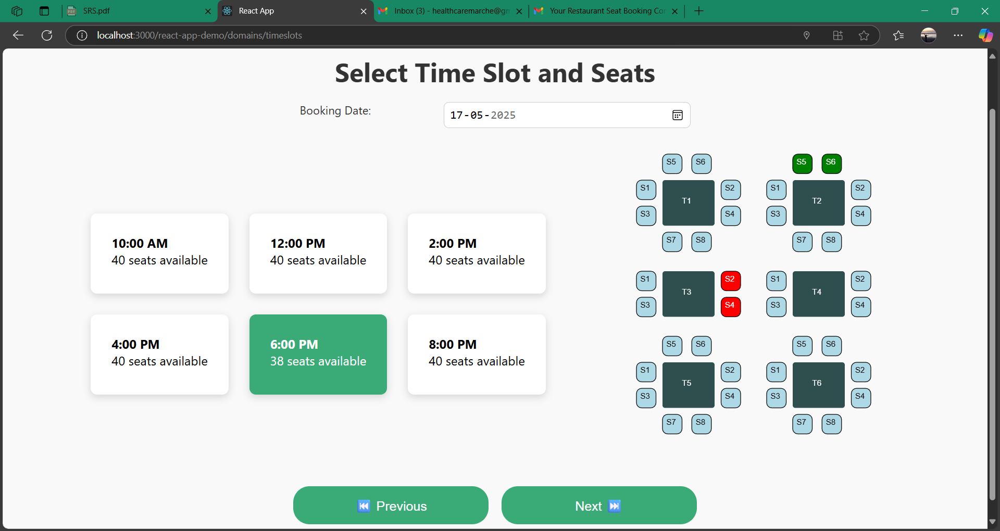 SRS.pdf
React App
Inbox (3) - healthcaremarche@gm
Your Restaurant Seat Booking Cor
localhost:3000/react-app-demo/domains/timeslots
Select Time Slot and Seats
Booking Date:
17-05-2025
10:00 AM
40 seats available
12:00 PM
40 seats available
2:00 PM
40 seats available
4:00 PM
40 seats available
6:00 PM
38 seats available
8:00 PM
40 seats available
S5 S6
S1 T1 S2
S3 S4
S7 S8
S5 S6
S1 T2 S2
S3 S4
S7 S8
S1 T3 S2
S3 S4
S1 T4 S2
S3 S4
S5 S6
S1 T5 S2
S3 S4
S7 S8
S5 S6
S1 T6 S2
S3 S4
S7 S8
⏮️ Previous
Next ⏭️